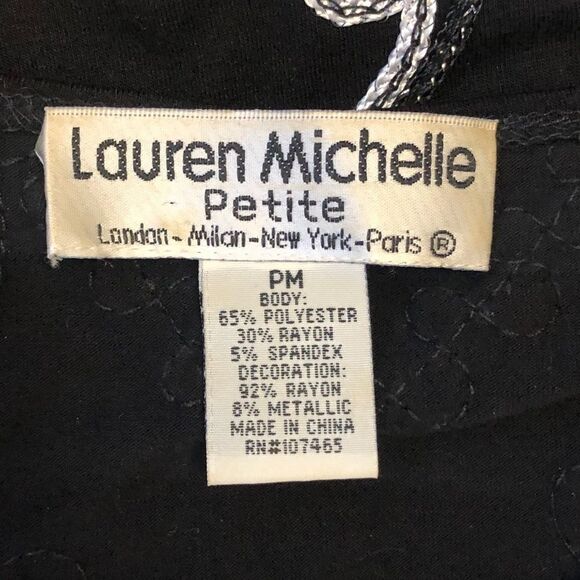 Lauren Michelle
Petite
London - Milan - New York - Paris ®
PM
BODY:
65% POLYESTER
30% RAYON
5% SPANDEX
DECORATION:
92% RAYON
8% METALLIC
MADE IN CHINA
RN#107465